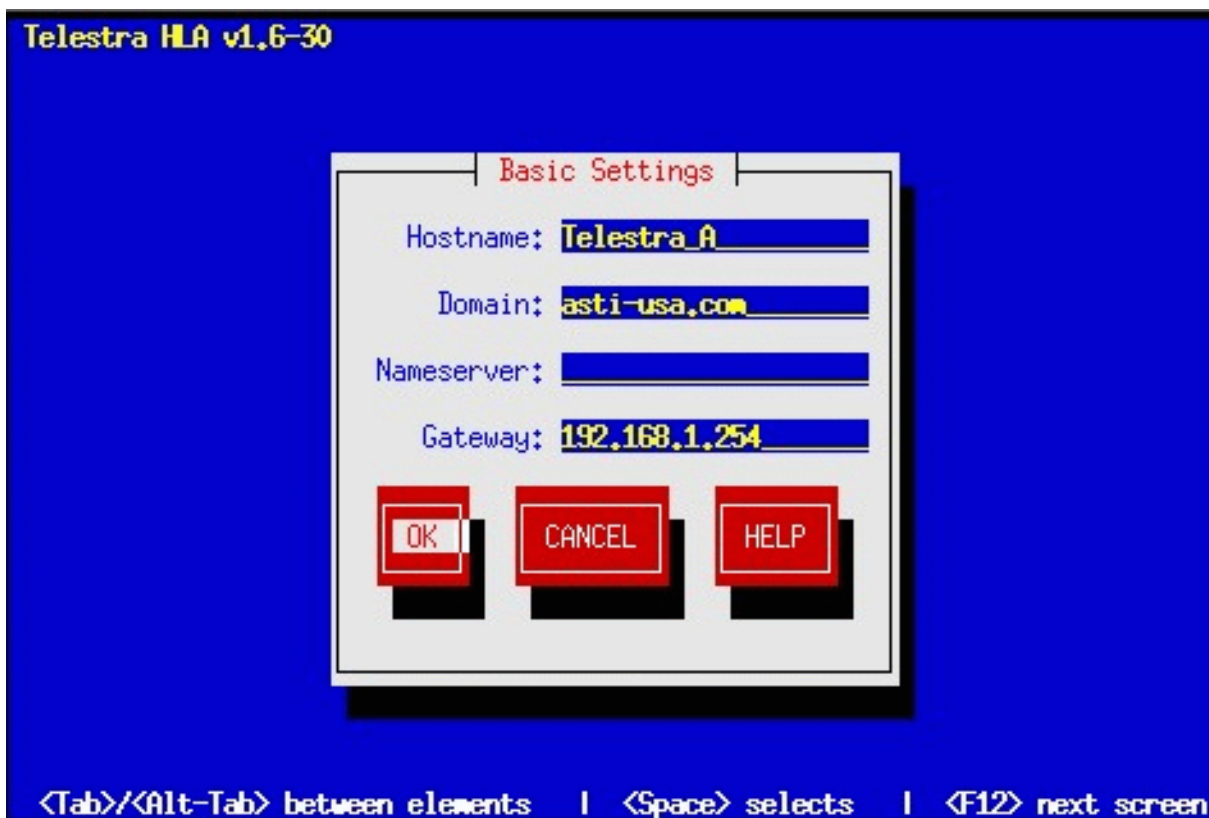 Telestra HLA v1.6-30
Basic Settings
Hostname: Telestra_A
Domain: asti-usa.com
Nameserver:
Gateway: 192.168.1.254
OK CANCEL HELP
<Tab>/<Alt-Tab> between elements | <Space> selects | <F12> next screen